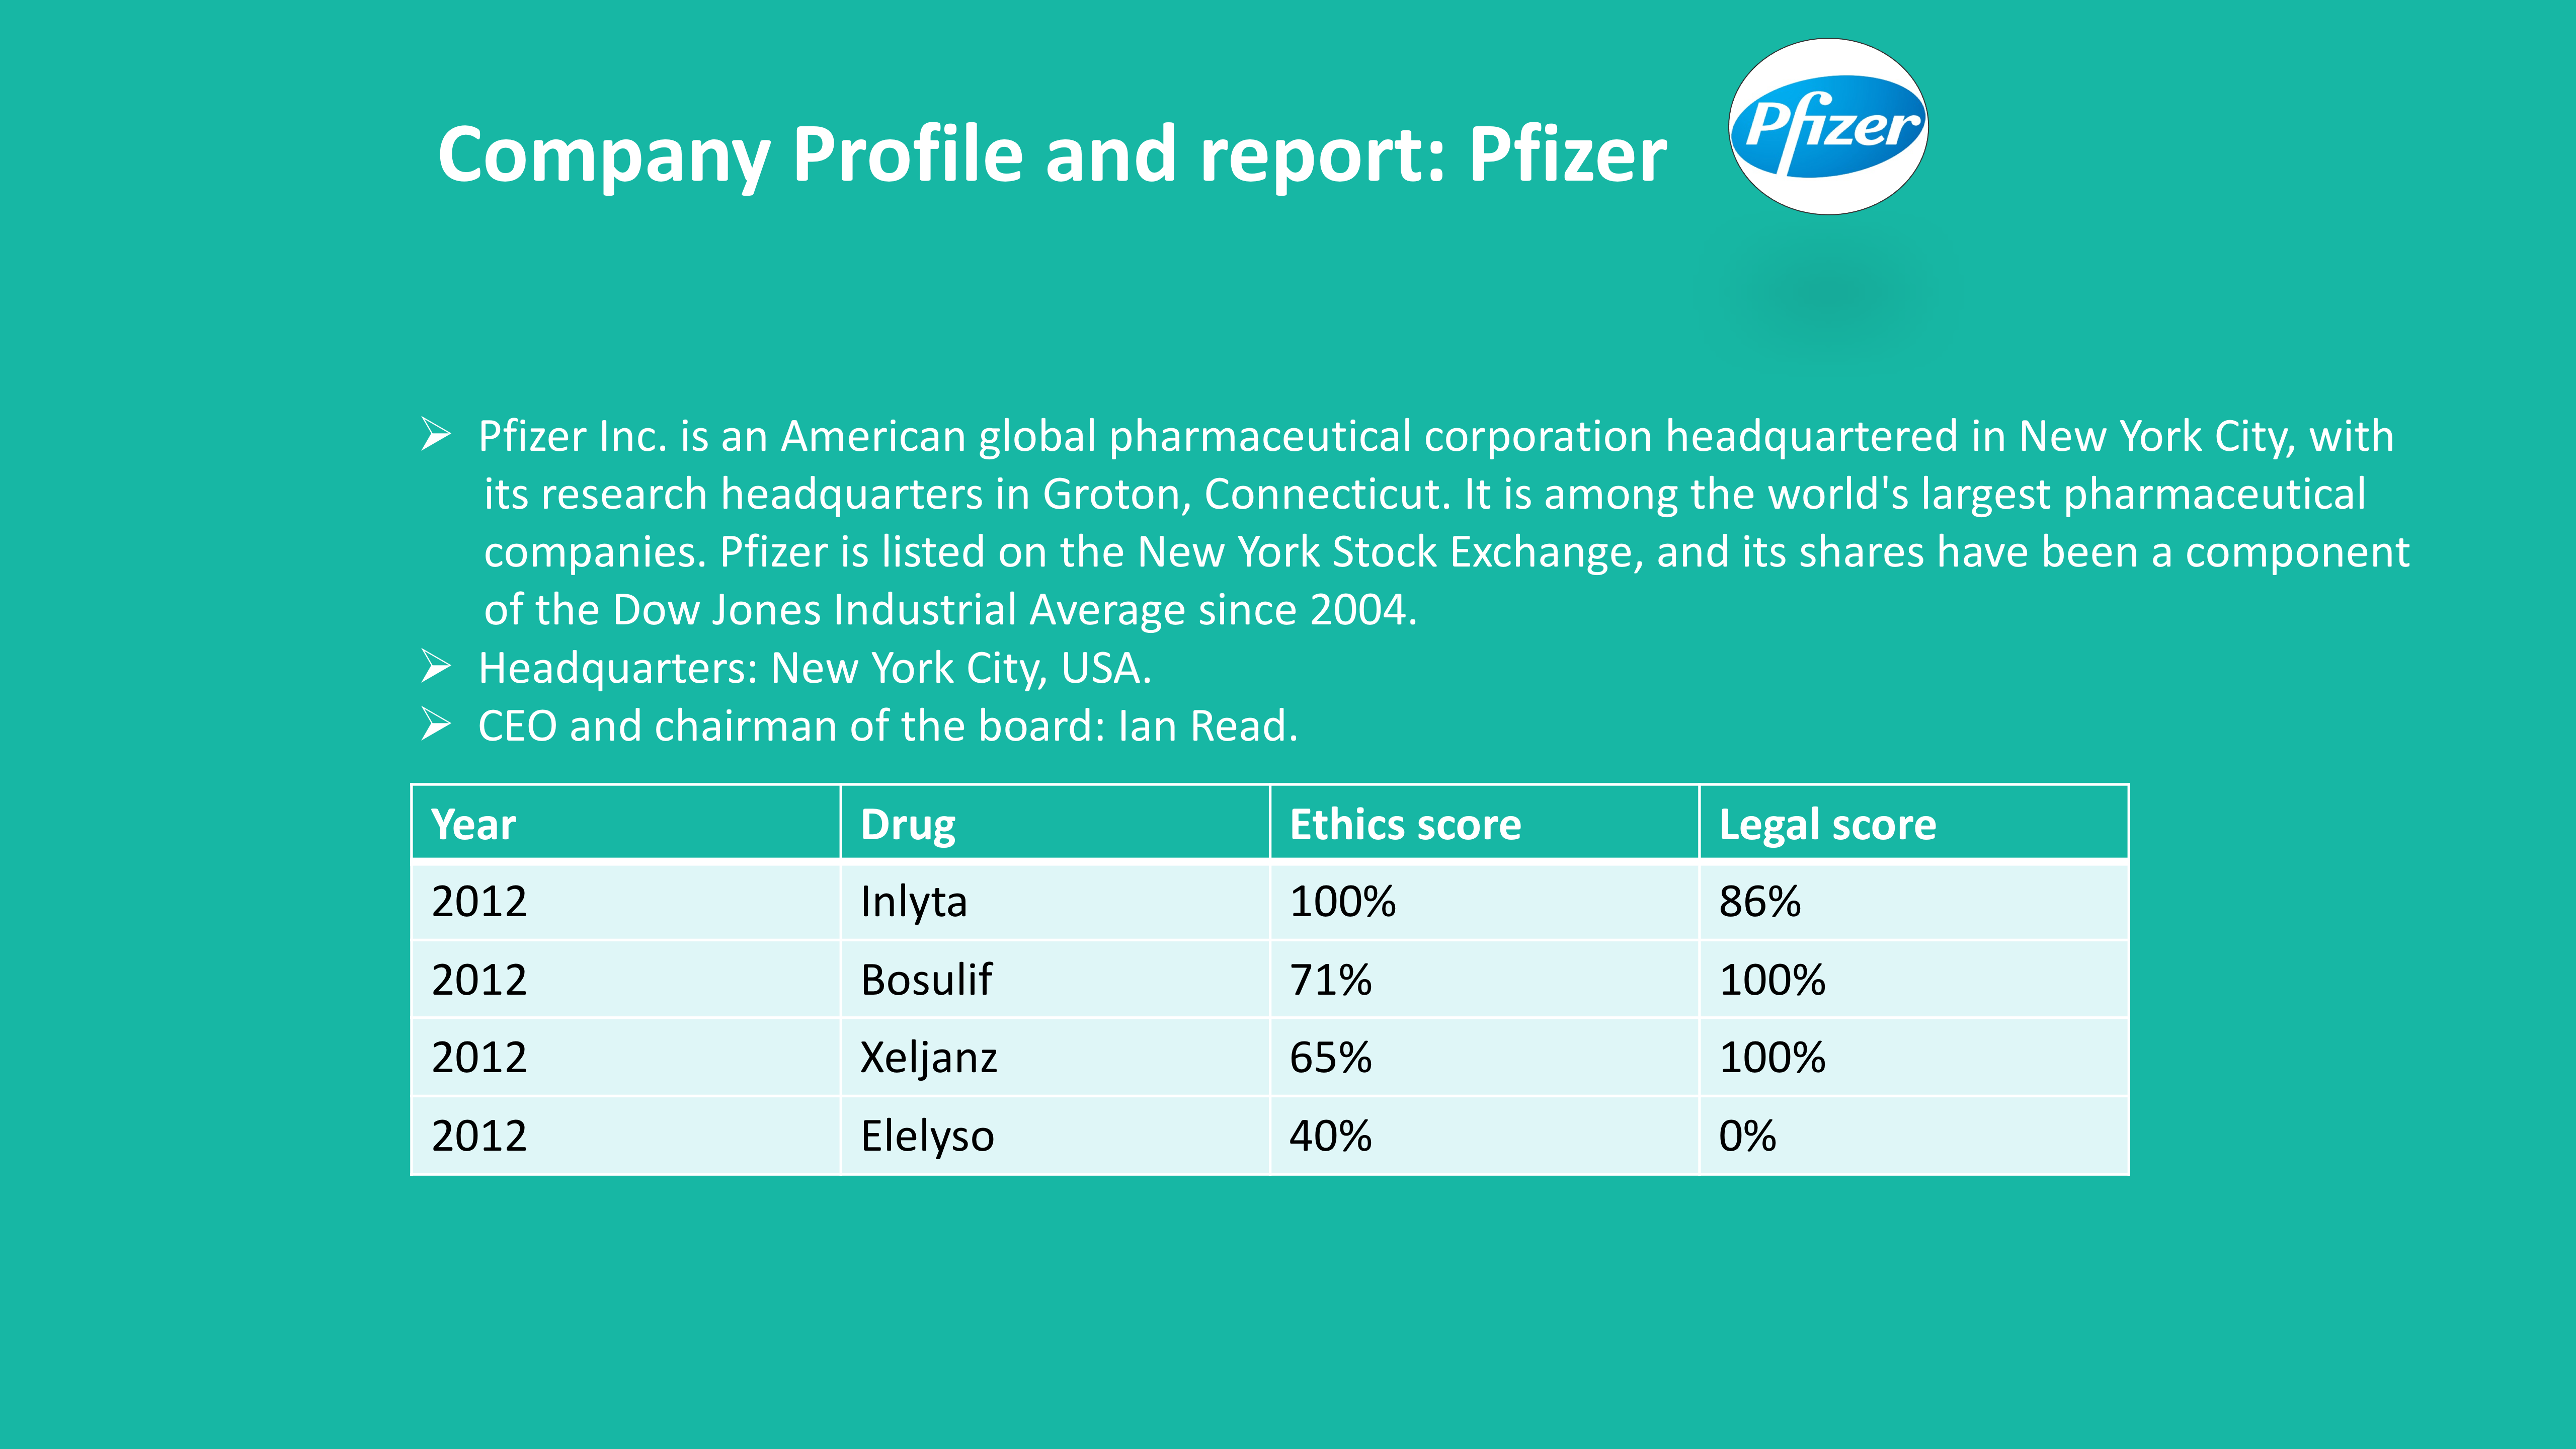 Company Profile and report: Pfizer
Pfizer
➢ Pfizer Inc. is an American global pharmaceutical corporation headquartered in New York City, with
its research headquarters in Groton, Connecticut. It is among the world's largest pharmaceutical
companies. Pfizer is listed on the New York Stock Exchange, and its shares have been a component
of the Dow Jones Industrial Average since 2004.
➢ Headquarters: New York City, USA.
➢ CEO and chairman of the board: Ian Read.
Year Drug Ethics score Legal score
2012 Inlyta 100% 86%
2012 Bosulif 71% 100%
2012 Xeljanz 65% 100%
2012 Elelyso 40% 0%